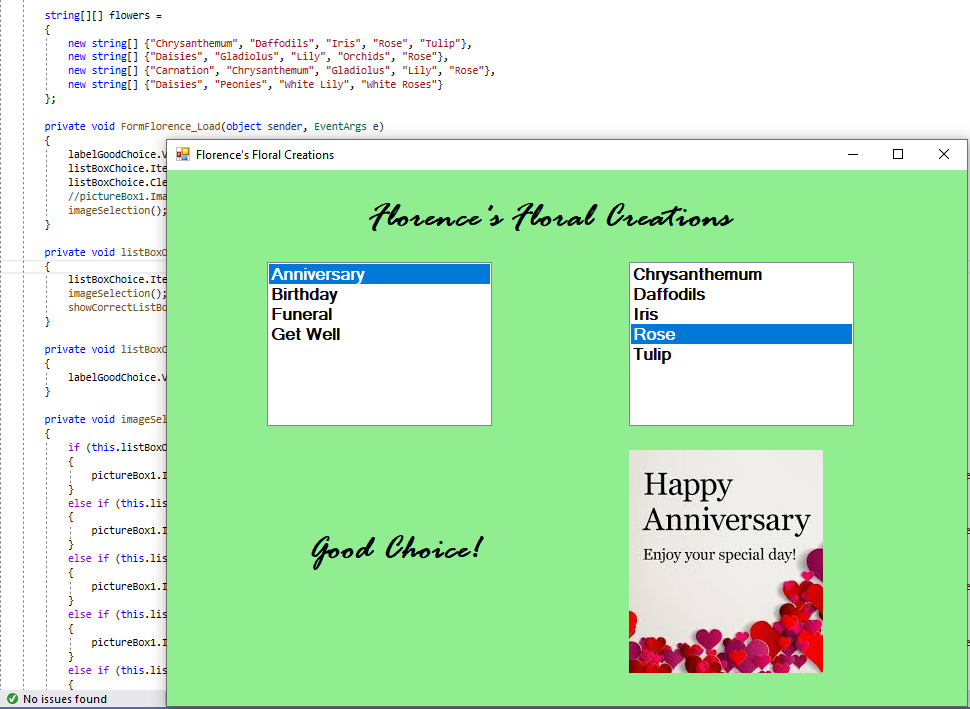 string[][] flowers =
{
new string[] {"Chrysanthemum", "Daffodils", "Iris", "Rose", "Tulip"},
new string[] {"Daisies", "Gladiolus", "Lily", "Orchids", "Rose"},
new string[] {"Carnation", "Chrysanthemum", "Gladiolus", "Lily", "Rose"},
new string[] {"Daisies", "Peonies", "White Lily", "White Roses"}
};
private void FormFlorence_Load(object sender, EventArgs e)
{
labelGoodChoice.V
listBoxChoice.Ite
listBoxChoice.Cle
//pictureBox1.Ima
imageSelection();
}
private void listBoxO
{
listBoxChoice.Ite
imageSelection();
showCorrectListBo
}
private void listBoxC
{
labelGoodChoice.V
}
private void imageSel
{
if (this.listBoxO
{
pictureBox1.I
}
else if (this.lis
{
pictureBox1.I
}
else if (this.lis
{
pictureBox1.I
}
else if (this.lis
{
pictureBox1.I
}
else if (this.lis
{
No issues found
Florence's Floral Creations
Florence's Floral Creations
Anniversary
Birthday
Funeral
Get Well
Chrysanthemum
Daffodils
Iris
Rose
Tulip
Good Choice!
Happy
Anniversary
Enjoy your special day!